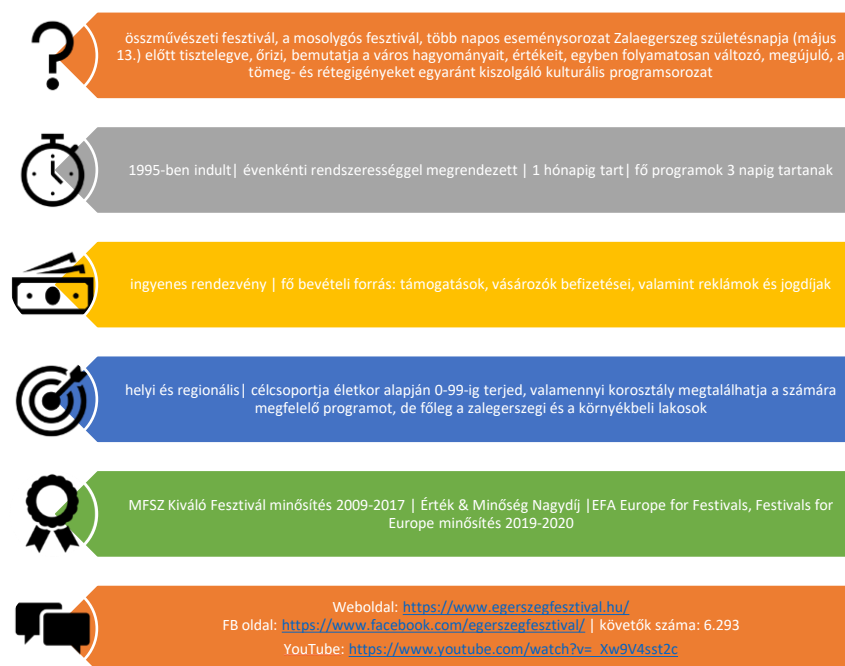 összművészeti fesztivál, a mosolygós fesztivál, több napos eseménysorozat Zalaegerszeg születésnapja (május
13.) előtt tisztelegve, őrizi, bemutatja a város hagyományait, értékeit, egyben folyamatosan változó, megújuló, a
tömeg- és rétegigényeket egyaránt kiszolgáló kulturális programsorozat
1995-ben indult| évenkénti rendszerességgel megrendezett | 1 hónapig tart| fő programok 3 napig tartanak
ingyenes rendezvény | fő bevételi forrás: támogatások, vásározók befizetései, valamint reklámok és jogdíjak
helyi és regionális| célcsoportja életkor alapján 0-99-ig terjed, valamennyi korosztály megtalálhatja a számára
megfelelő programot, de főleg a zalegerszegi és a környékbeli lakosok
MFSZ Kiváló Fesztivál minősítés 2009-2017 | Érték & Minőség Nagydíj |EFA Europe for Festivals, Festivals for
Europe minősítés 2019-2020
Weboldal: https://www.egerszegfesztival.hu/
FB oldal: https://www.facebook.com/egerszegfesztival/ | követők száma: 6.293
YouTube: https://www.youtube.com/watch?v=_Xw9V4sst2c